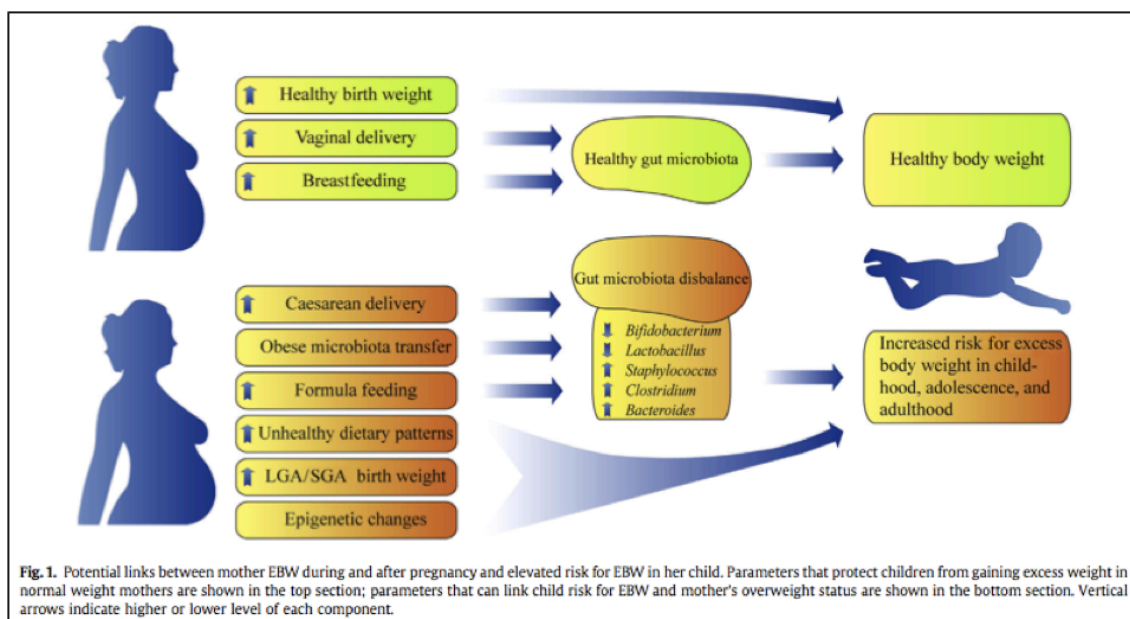 Healthy birth weight
Vaginal delivery
Breastfeeding
Healthy gut microbiota
Healthy body weight
Caesarean delivery
Obese microbiota transfer
Formula feeding
Unhealthy dietary patterns
LGA/SGA birth weight
Epigenetic changes
Gut microbiota disbalance
Bifidobacterium
Lactobacillus
Staphylococcus
Clostridium
Bacteroides
Increased risk for excess
body weight in child-
hood, adolescence, and
adulthood
Fig. 1. Potential links between mother EBW during and after pregnancy and elevated risk for EBW in her child. Parameters that protect children from gaining excess weight in
normal weight mothers are shown in the top section; parameters that can link child risk for EBW and mother's overweight status are shown in the bottom section. Vertical
arrows indicate higher or lower level of each component.